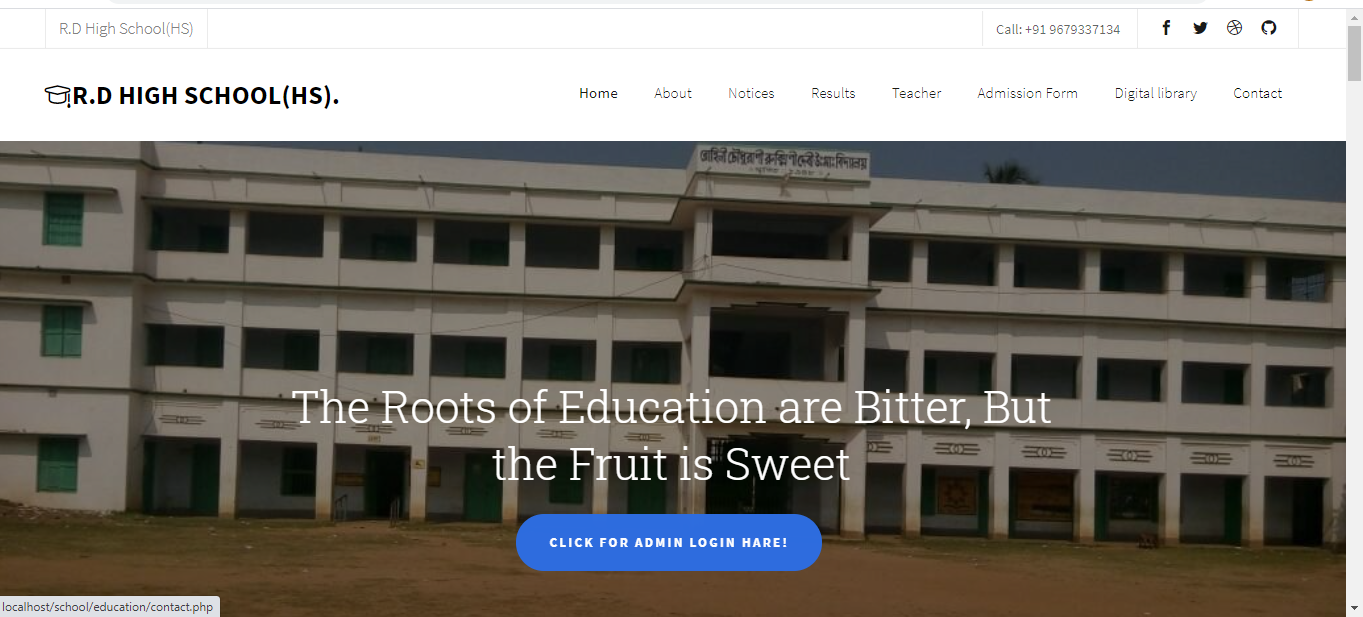 R.D High School(HS)
Call: +91 9679337134
R.D HIGH SCHOOL(HS).
Home About Notices Results Teacher Admission Form Digital library Contact
রোহিনী চৌধুরাণী রুক্মিণীদেবী উঃমাঃবিদ্যালয়
The Roots of Education are Bitter, But
the Fruit is Sweet
CLICK FOR ADMIN LOGIN HARE!
localhost/school/education/contact.php